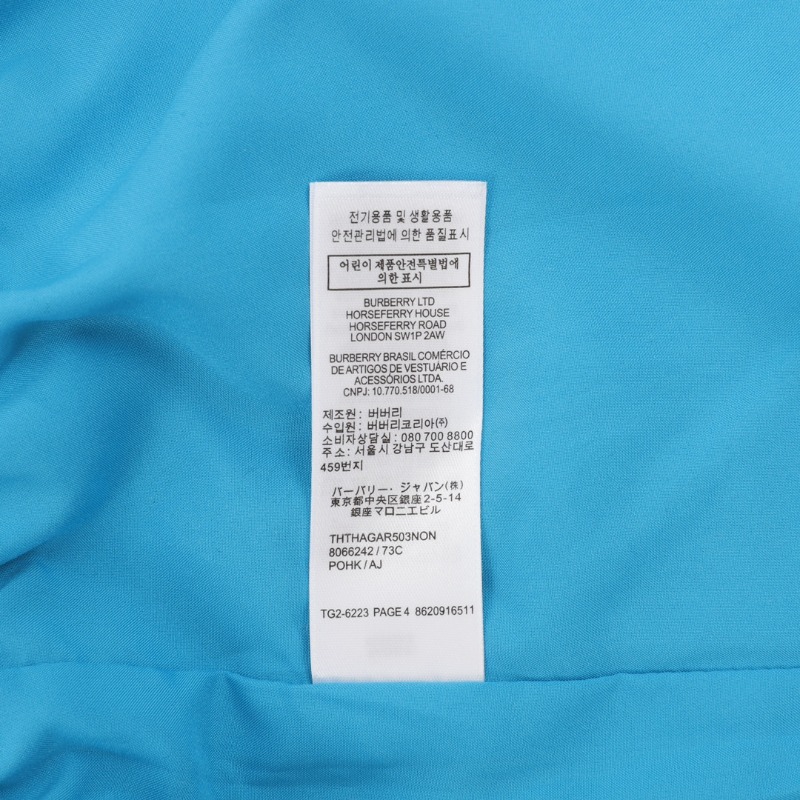 전기용품 및 생활용품
안전관리법에 의한 품질표시
어린이 제품안전특별법에
의한 표시
BURBERRY LTD
HORSEFERRY HOUSE
HORSEFERRY ROAD
LONDON SW1P 2AW
BURBERRY BRASIL COMÉRCIO
DE ARTIGOS DE VESTUÁRIO E
ACESSÓRIOS LTDA.
CNPJ: 10.770.518/0001-68
제조원 : 버버리
수입원 : 버버리코리아㈜
소비자상담실 : 080 700 8800
주소 : 서울시 강남구 도산대로
459번지
バーバリー・ジャパン(株)
東京都中央区銀座2-5-14
銀座マロニエビル
THTHAGAR503NON
8066242 / 73C
POHK / AJ
TG2-6223 PAGE 4 8620916511